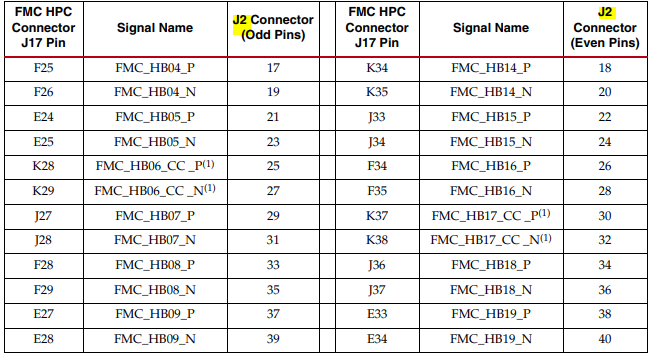 FMC HPC Connector J17 Pin | Signal Name | J2 Connector (Odd Pins) | FMC HPC Connector J17 Pin | Signal Name | J2 Connector (Even Pins)
F25 | FMC_HB04_P | 17 | K34 | FMC_HB14_P | 18
F26 | FMC_HB04_N | 19 | K35 | FMC_HB14_N | 20
E24 | FMC_HB05_P | 21 | J33 | FMC_HB15_P | 22
E25 | FMC_HB05_N | 23 | J34 | FMC_HB15_N | 24
K28 | FMC_HB06_CC _P(1) | 25 | F34 | FMC_HB16_P | 26
K29 | FMC_HB06_CC _N(1) | 27 | F35 | FMC_HB16_N | 28
J27 | FMC_HB07_P | 29 | K37 | FMC_HB17_CC _P(1) | 30
J28 | FMC_HB07_N | 31 | K38 | FMC_HB17_CC _N(1) | 32
F28 | FMC_HB08_P | 33 | J36 | FMC_HB18_P | 34
F29 | FMC_HB08_N | 35 | J37 | FMC_HB18_N | 36
E27 | FMC_HB09_P | 37 | E33 | FMC_HB19_P | 38
E28 | FMC_HB09_N | 39 | E34 | FMC_HB19_N | 40